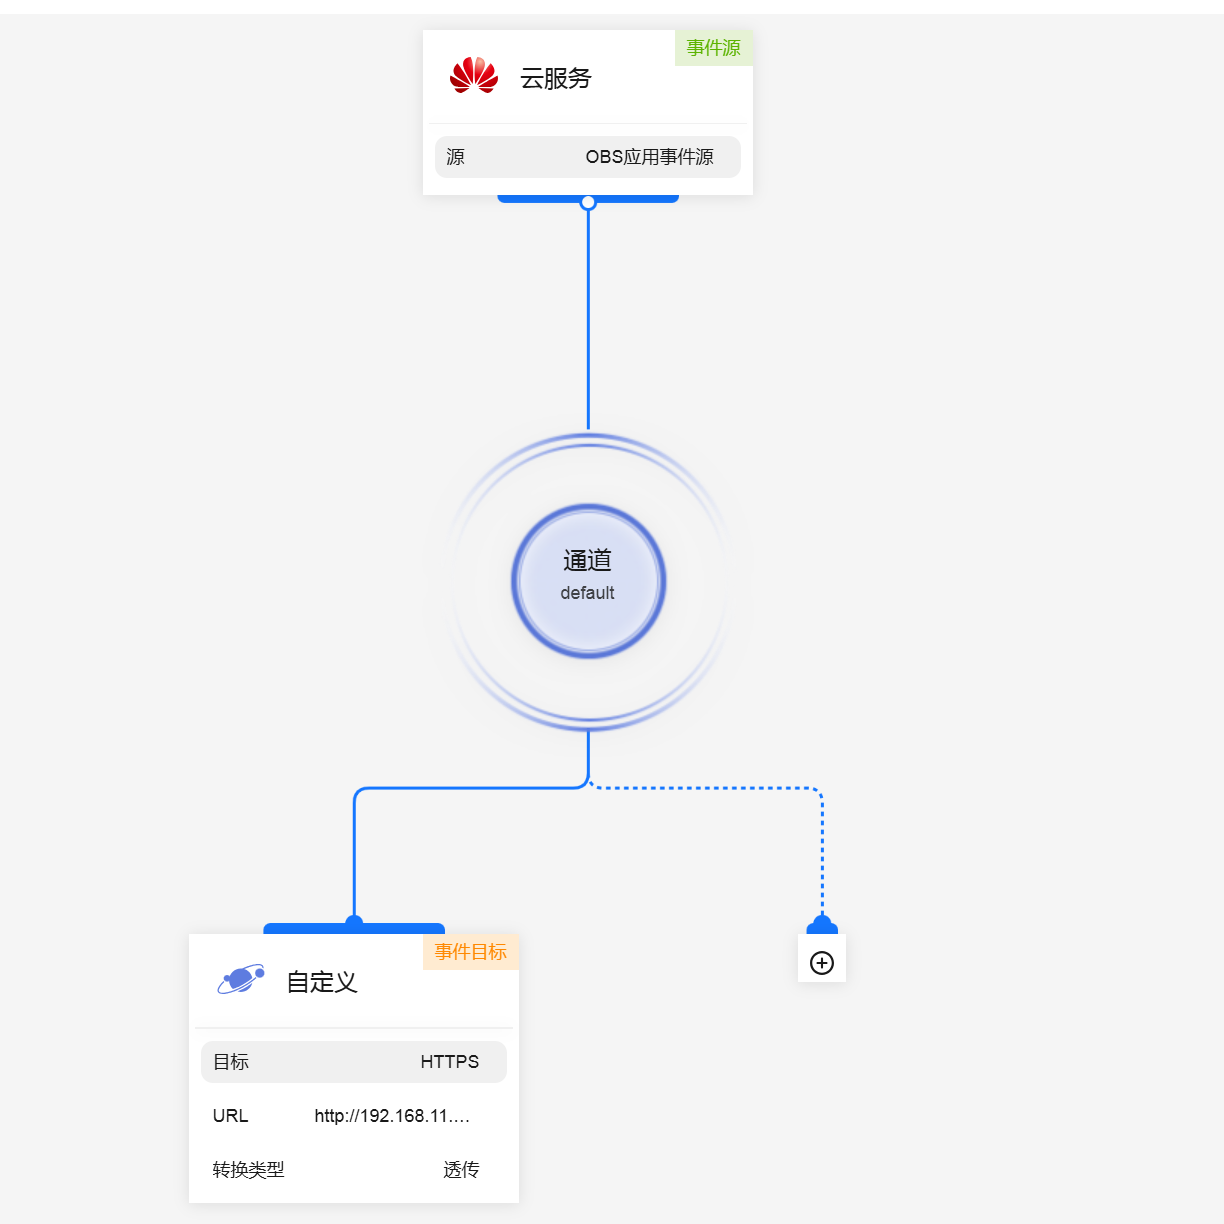 事件源
云服务
源 OBS应用事件源
通道
default
事件目标
自定义
目标 HTTPS
URL http://192.168.11....
转换类型 透传